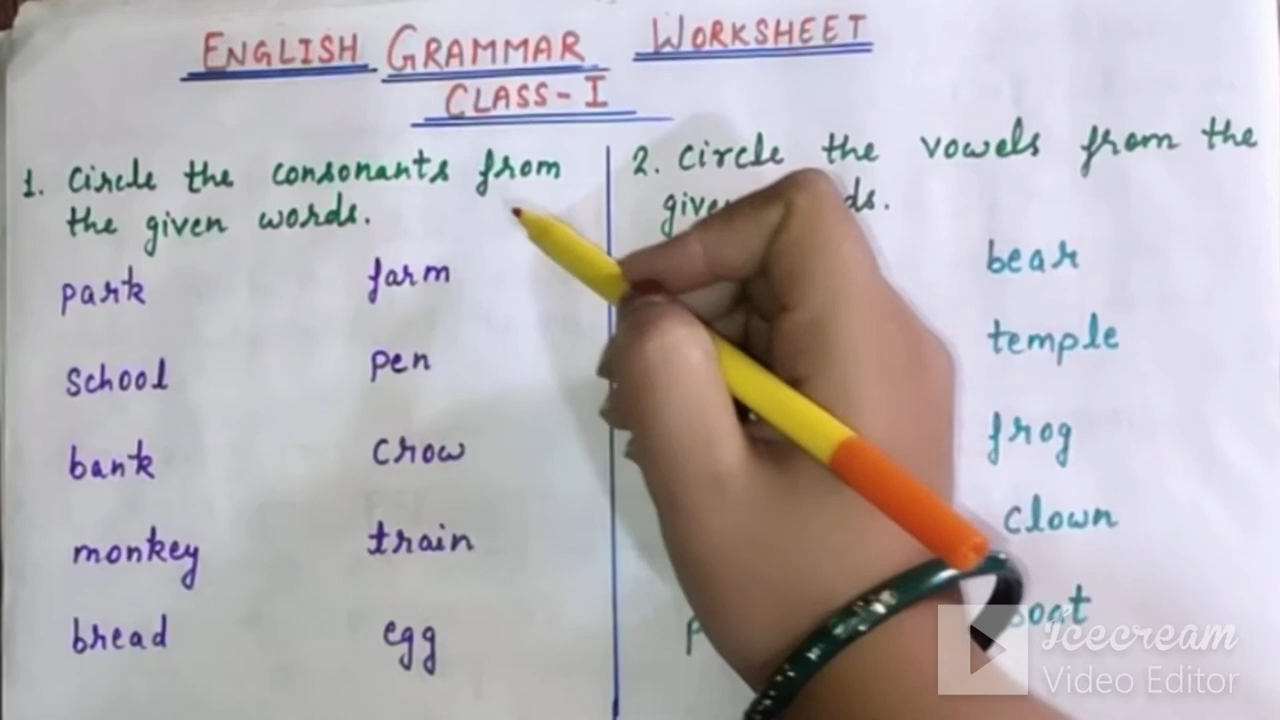 ENGLISH GRAMMAR WORKSHEET
CLASS-I
1. Circle the consonants from
the given words.
park farm
school pen
bank crow
monkey train
bread egg
2. Circle the vowels from the
bear
temple
frog
clown
Icecream
Video Editor